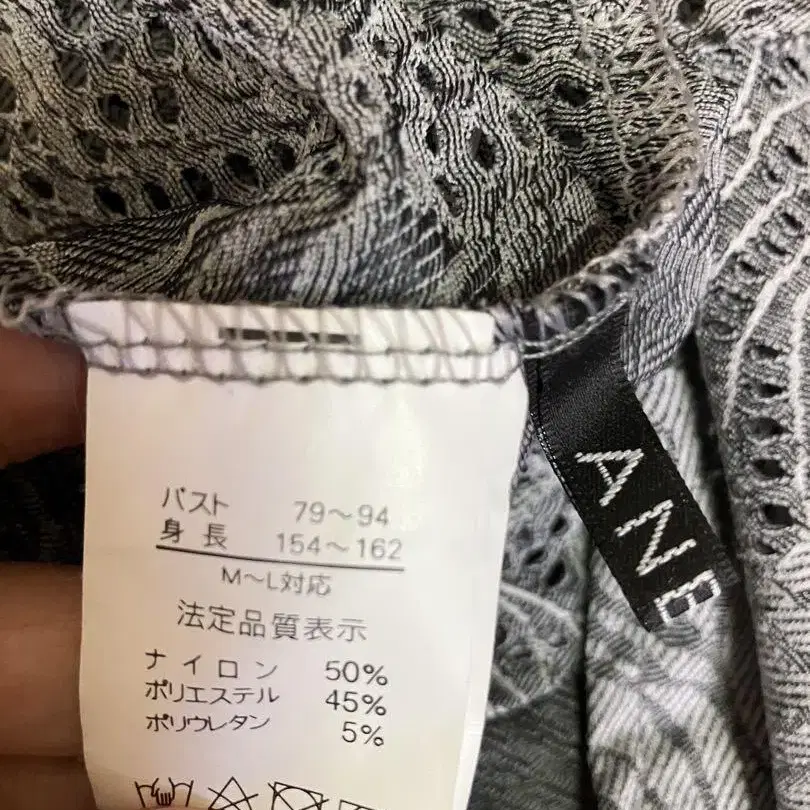 バスト 79～94
身長 154～162
M～L対応
法定品質表示
ナイロン 50%
ポリエステル 45%
ポリウレタン 5%
ANE